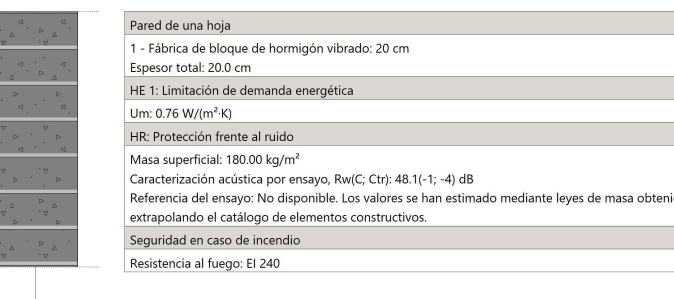 Pared de una hoja
1 - Fábrica de bloque de hormigón vibrado: 20 cm
Espesor total: 20.0 cm
HE 1: Limitación de demanda energética
Um: 0.76 W/(m²·K)
HR: Protección frente al ruido
Masa superficial: 180.00 kg/m²
Caracterización acústica por ensayo, Rw(C; Ctr): 48.1(-1; -4) dB
Referencia del ensayo: No disponible. Los valores se han estimado mediante leyes de masa
extrapolando el catálogo de elementos constructivos.
Seguridad en caso de incendio
Resistencia al fuego: EI 240